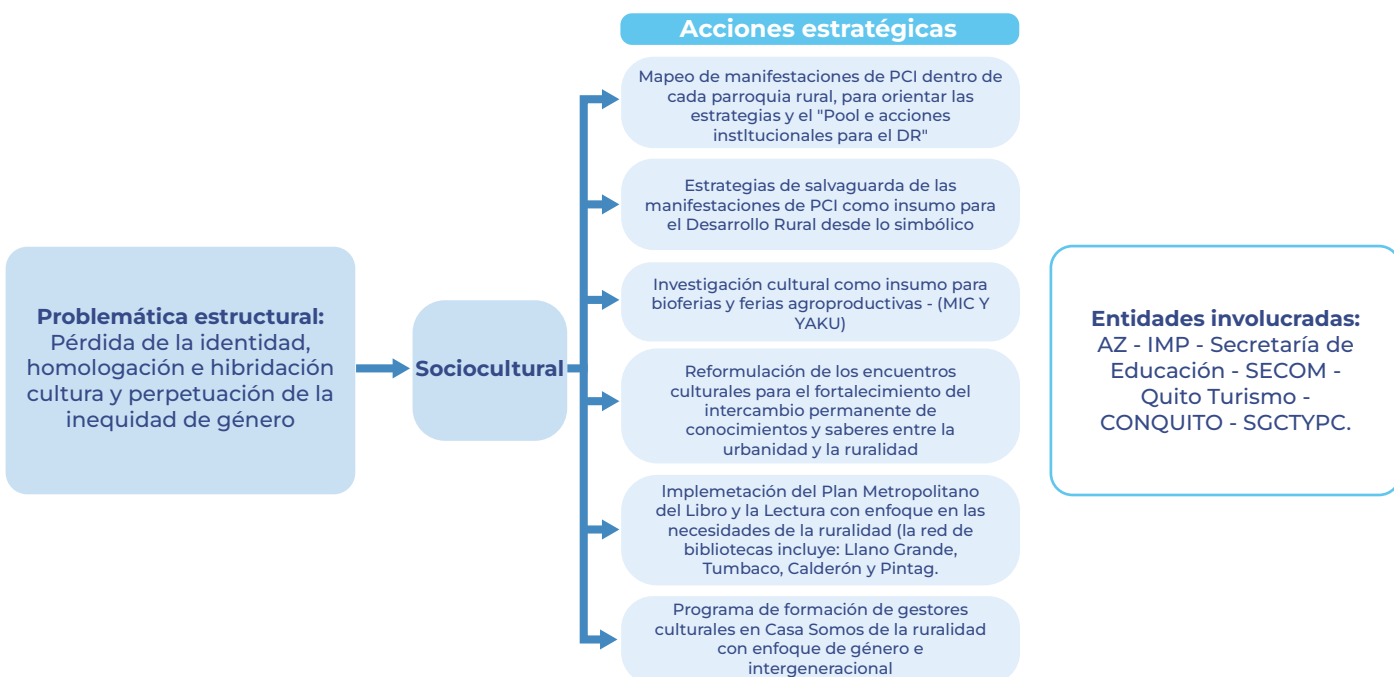 Acciones estratégicas
Problemática estructural:
Pérdida de la identidad,
homologación e hibridación
cultura y perpetuación de la
inequidad de género
Sociocultural
Mapeo de manifestaciones de PCI dentro de
cada parroquia rural, para orientar las
estrategias y el "Pool e acciones
instltucionales para el DR"
Estrategias de salvaguarda de las
manifestaciones de PCI como insumo para
el Desarrollo Rural desde lo simbólico
Investigación cultural como insumo para
bioferias y ferias agroproductivas - (MIC Y
YAKU)
Reformulación de los encuentros
culturales para el fortalecimiento del
intercambio permanente de
conocimientos y saberes entre la
urbanidad y la ruralidad
Implemetación del Plan Metropolitano
del Libro y la Lectura con enfoque en las
necesidades de la ruralidad (la red de
bibliotecas incluye: Llano Grande,
Tumbaco, Calderón y Pintag.
Programa de formación de gestores
culturales en Casa Somos de la ruralidad
con enfoque de género e
intergeneracional
Entidades involucradas:
AZ - IMP - Secretaría de
Educación - SECOM -
Quito Turismo -
CONQUITO - SGCTYPC.